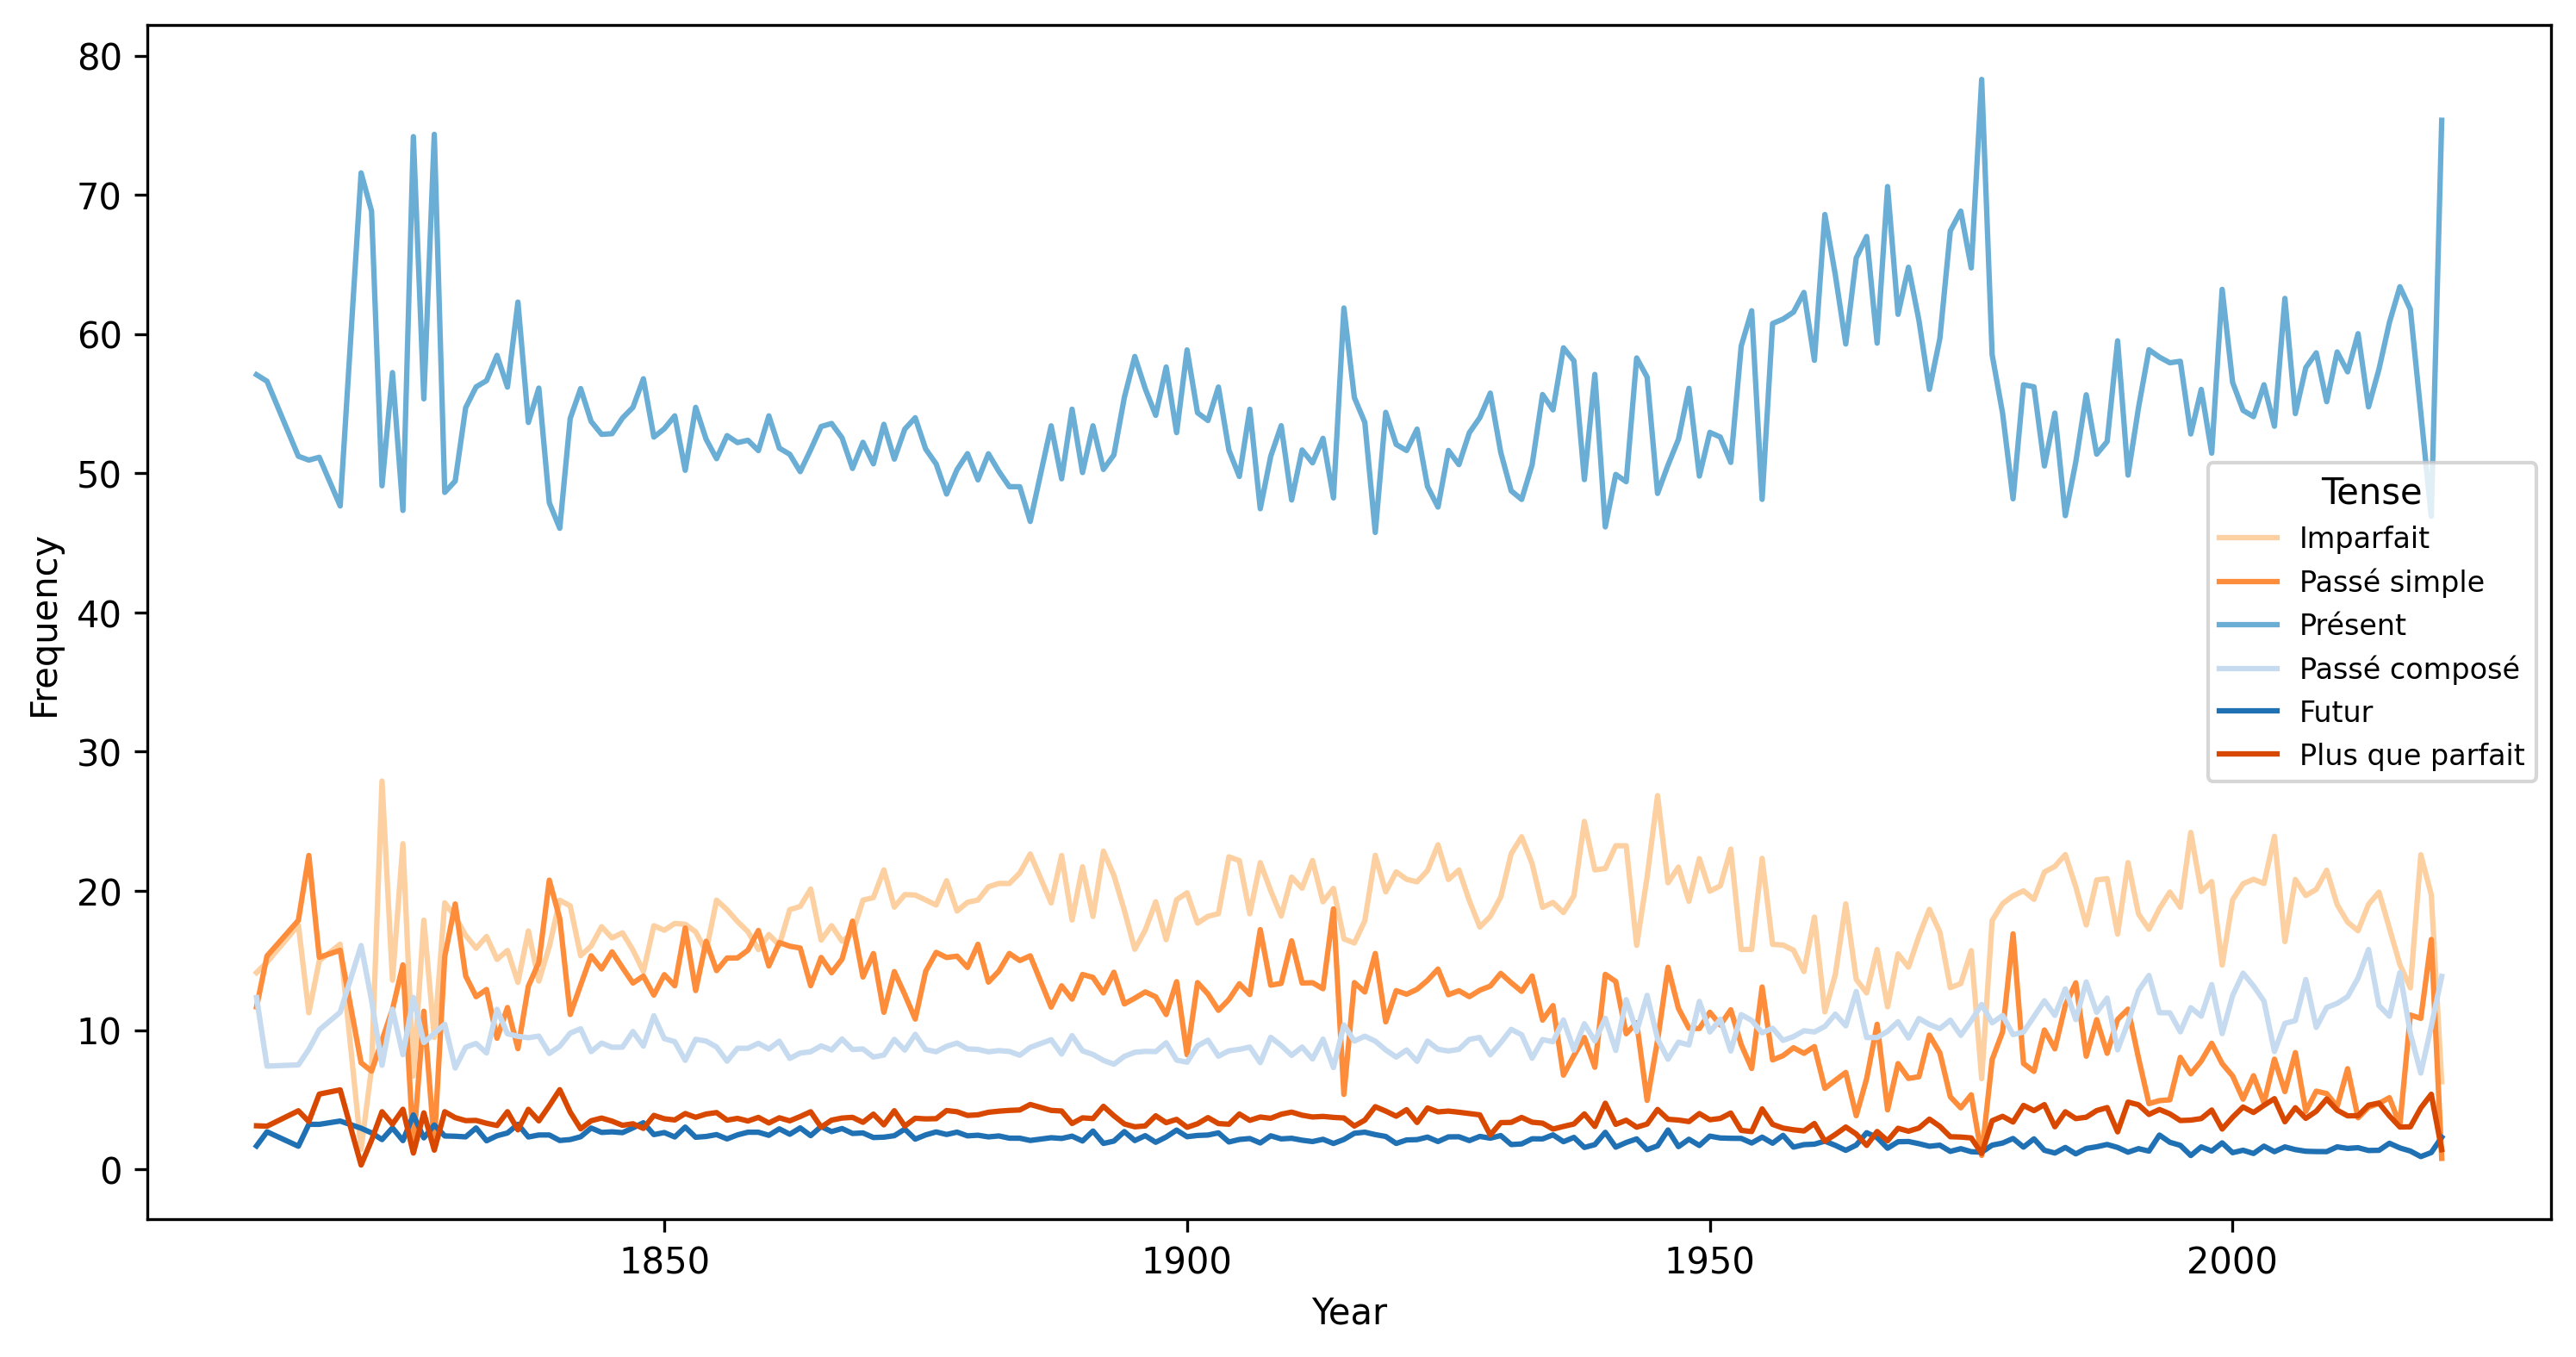 80
70
60
50
40
30
20
10
0
Frequency
1850
1900
1950
2000
Year
Tense
Imparfait
Passé simple
Présent
Passé composé
Futur
Plus que parfait